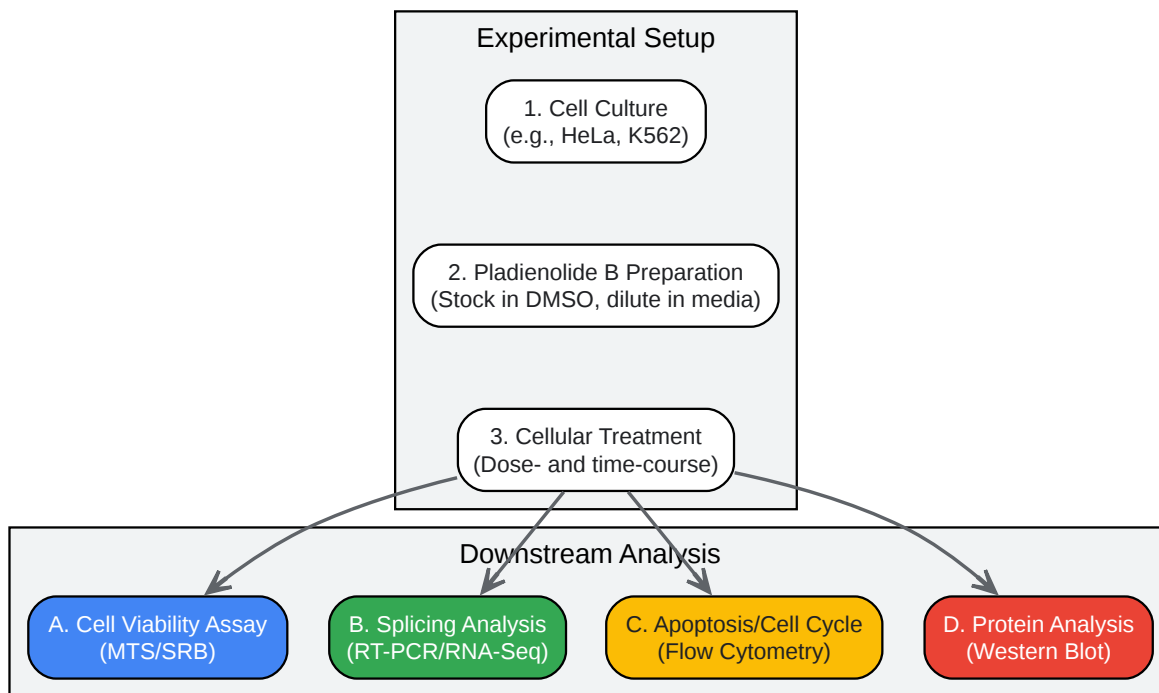 Experimental Setup
1. Cell Culture
(e.g., HeLa, K562)
2. Pladienolide B Preparation
(Stock in DMSO, dilute in media)
3. Cellular Treatment
(Dose- and time-course)
Downstream Analysis
A. Cell Viability Assay
(MTS/SRB)
B. Splicing Analysis
(RT-PCR/RNA-Seq)
C. Apoptosis/Cell Cycle
(Flow Cytometry)
D. Protein Analysis
(Western Blot)